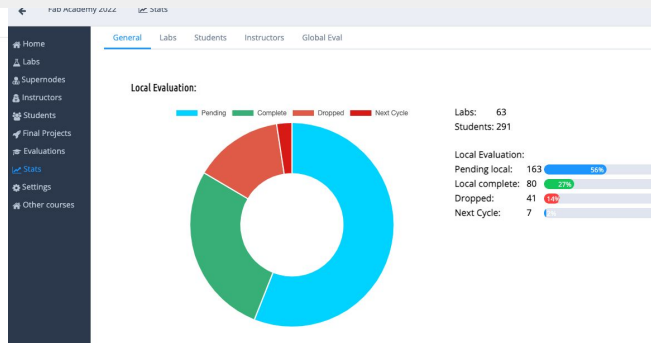 Fab Academy 2022 Stats
General Labs Students Instructors Global Eval
Home
Labs
Supernodes
Instructors
Students
Final Projects
Evaluations
Stats
Settings
Other courses
Local Evaluation:
Pending Complete Dropped Next Cycle
Labs: 63
Students: 291
Local Evaluation:
Pending local: 163 56%
Local complete: 80 27%
Dropped: 41 14%
Next Cycle: 7